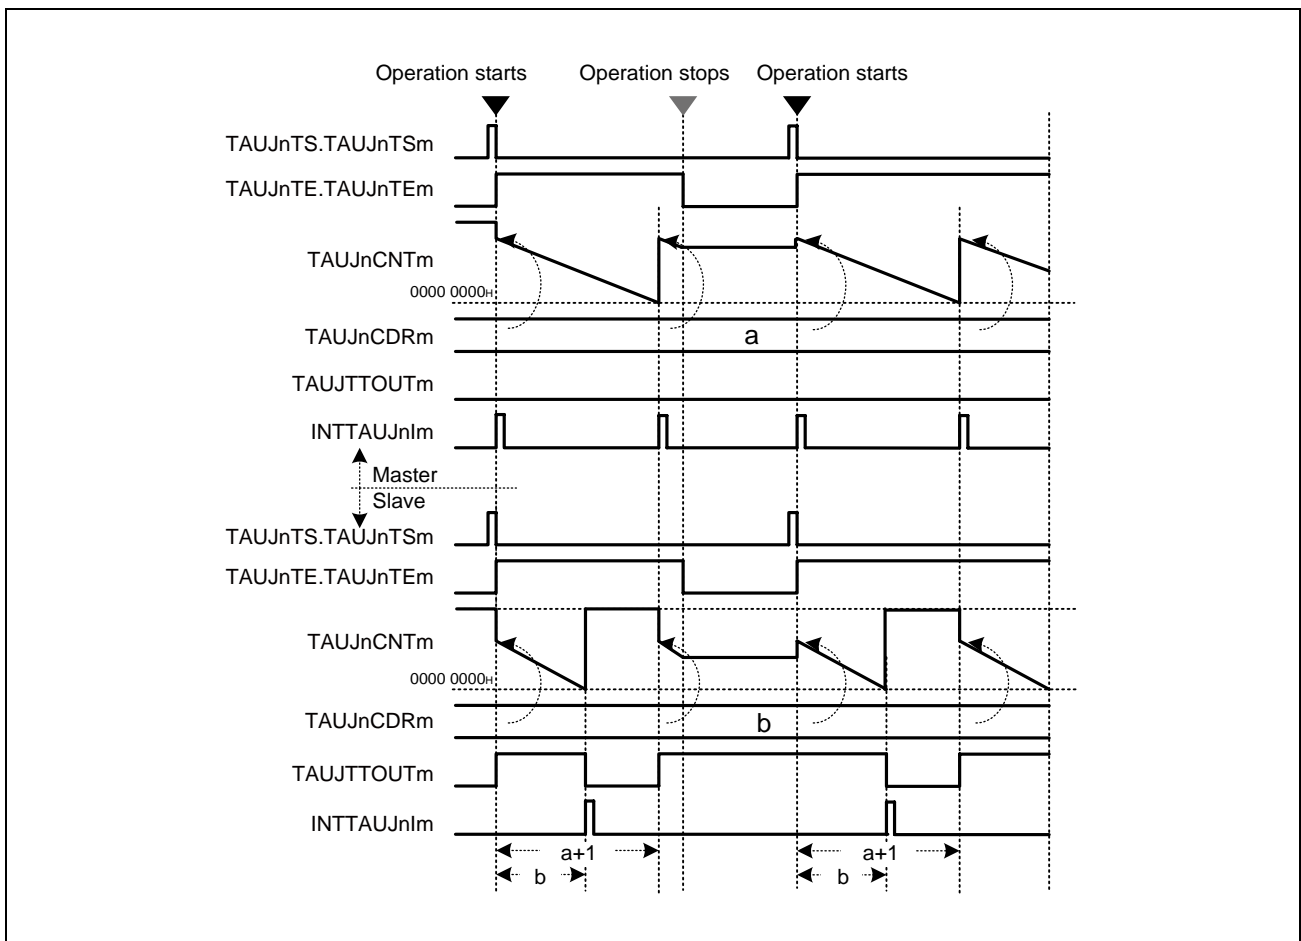 Operation starts Operation stops Operation starts
TAUJnTS.TAUJnTSm
TAUJnTE.TAUJnTEm
TAUJnCNTm
0000 0000H
TAUJnCDRm a
TAUJTTOUTm
INTTAUJnIm
Master
Slave
TAUJnTS.TAUJnTSm
TAUJnTE.TAUJnTEm
TAUJnCNTm
0000 0000H
TAUJnCDRm b
TAUJTTOUTm
INTTAUJnIm
a+1 a+1
b b